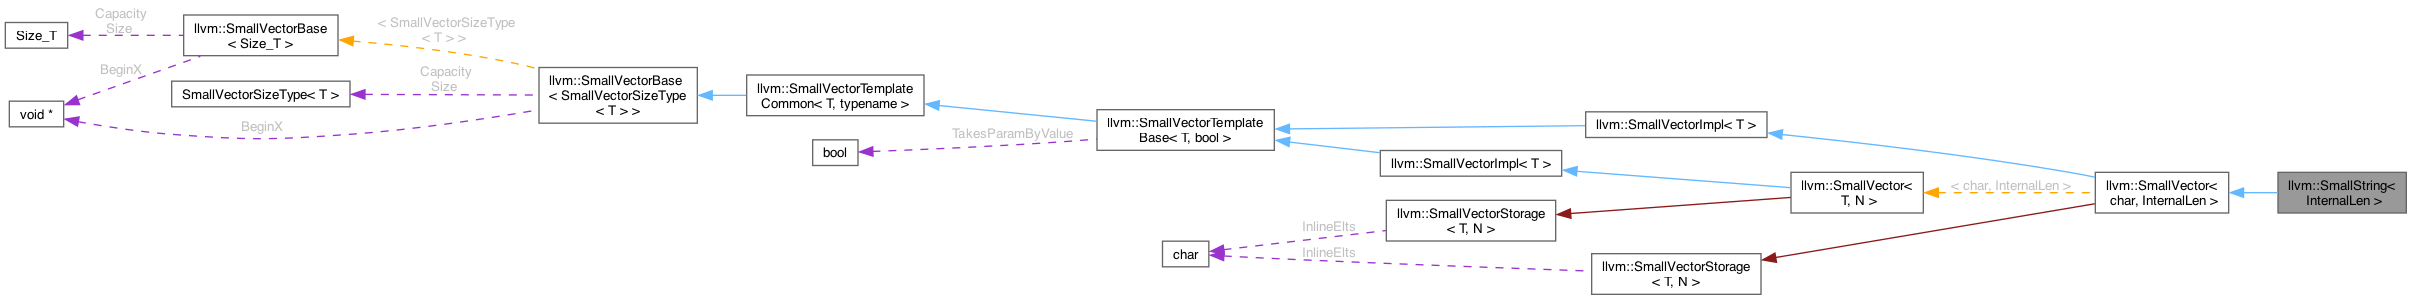 Size_T
Capacity
Size
llvm::SmallVectorBase
< Size_T >
< SmallVectorSizeType
< T > >
BeginX
SmallVectorSizeType< T >
void *
Capacity
Size
BeginX
llvm::SmallVectorBase
< SmallVectorSizeType
< T > >
llvm::SmallVectorTemplate
Common< T, typename >
bool
TakesParamByValue
llvm::SmallVectorTemplate
Base< T, bool >
llvm::SmallVectorImpl< T >
llvm::SmallVectorImpl< T >
char
InlineElts
InlineElts
llvm::SmallVectorStorage
< T, N >
llvm::SmallVectorStorage
< T, N >
llvm::SmallVector<
T, N >
< char, InternalLen >
llvm::SmallVector<
char, InternalLen >
llvm::SmallString<
InternalLen >